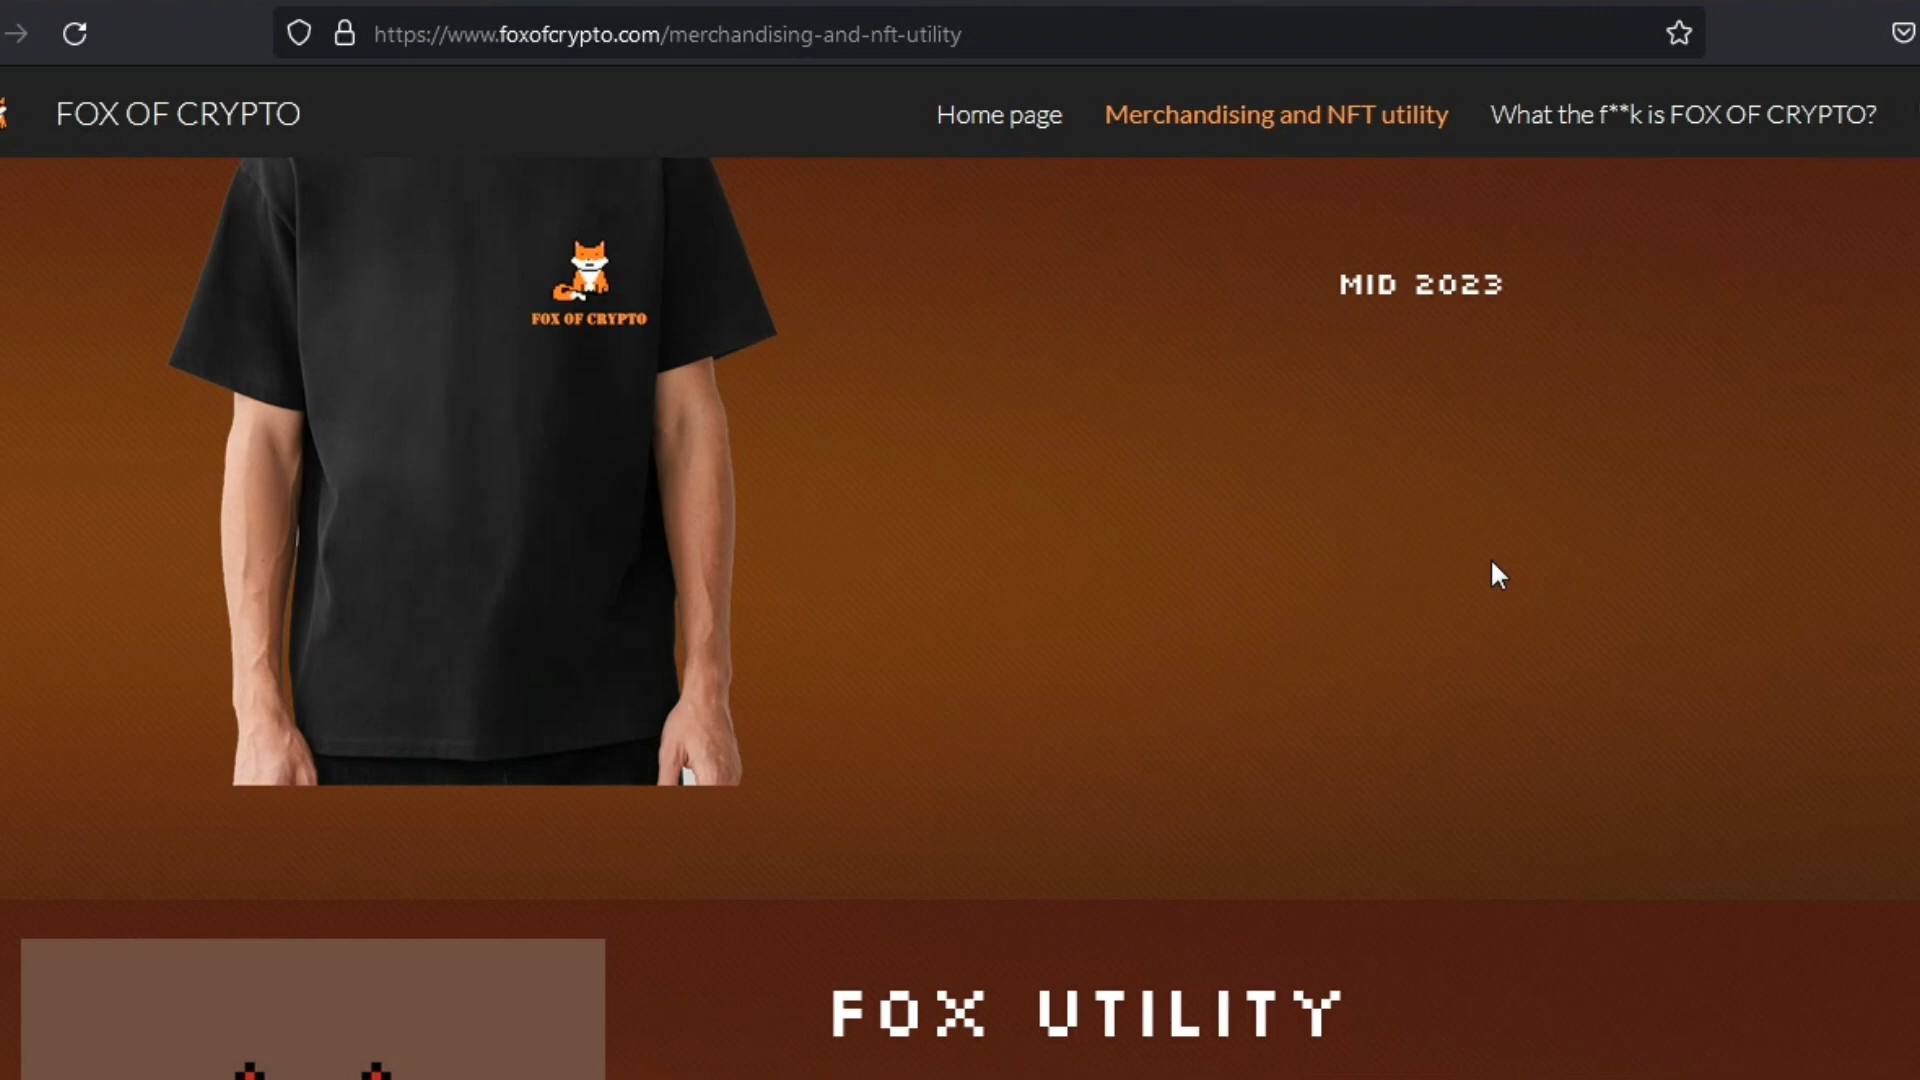 https://www.foxofcrypto.com/merchandising-and-nft-utility
FOX OF CRYPTO
Home page
Merchandising and NFT utility
What the f**k is FOX OF CRYPTO?
MID 2023
FOX OF CRYPTO
FOX UTILITY